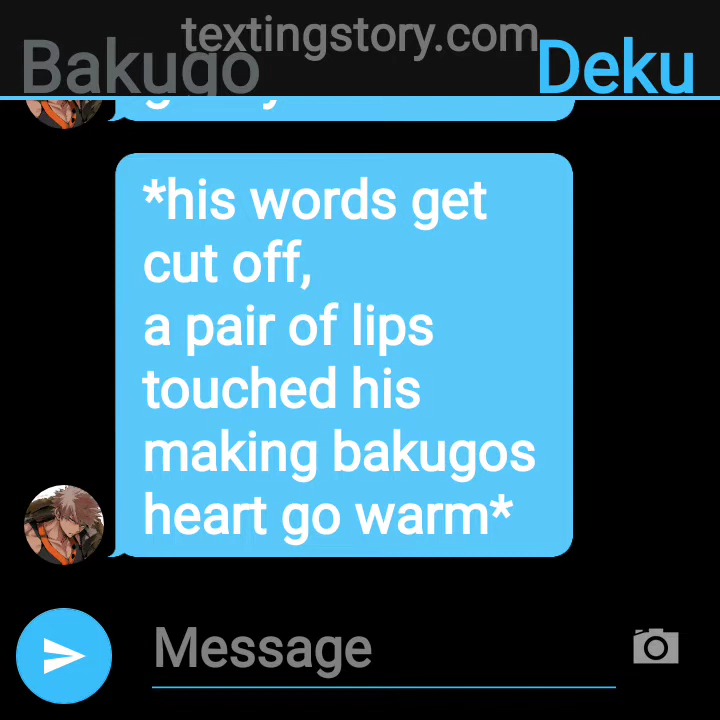 textingstory.com
Bakugo Deku
*his words get
cut off,
a pair of lips
touched his
making bakugos
heart go warm*
Message